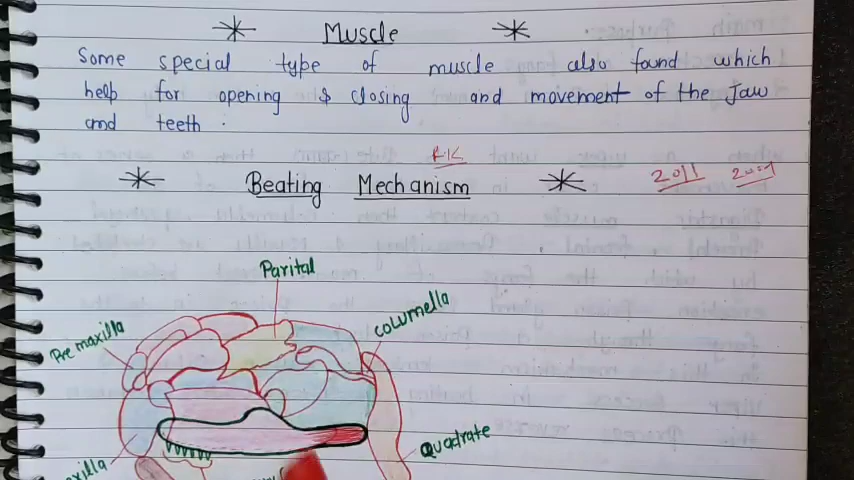 Muscle
Some special type of muscle also found which
help for opening & closing and movement of the Jaw
and teeth.
R.K
Beating Mechanism 2011
Parital
Pre maxilla
columella
Quadrate